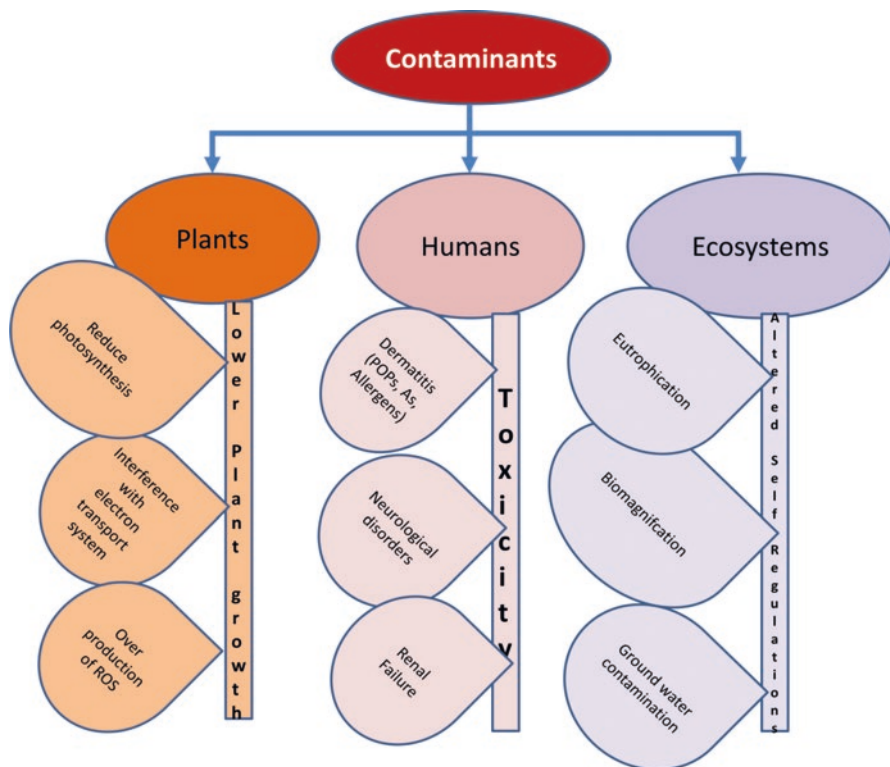 Contaminants
Plants
Humans
Ecosystems
Reduce
photosynthesis
Interference
with
electron
transport
system
Over
production
of ROS
Lower Plant growth
Dermatitis
(POPs, As,
Allergens)
Neurological
disorders
Renal
Failure
Toxicity
Eutrophication
Biomagnifcation
Ground water
contamination
Altered Self Regulations